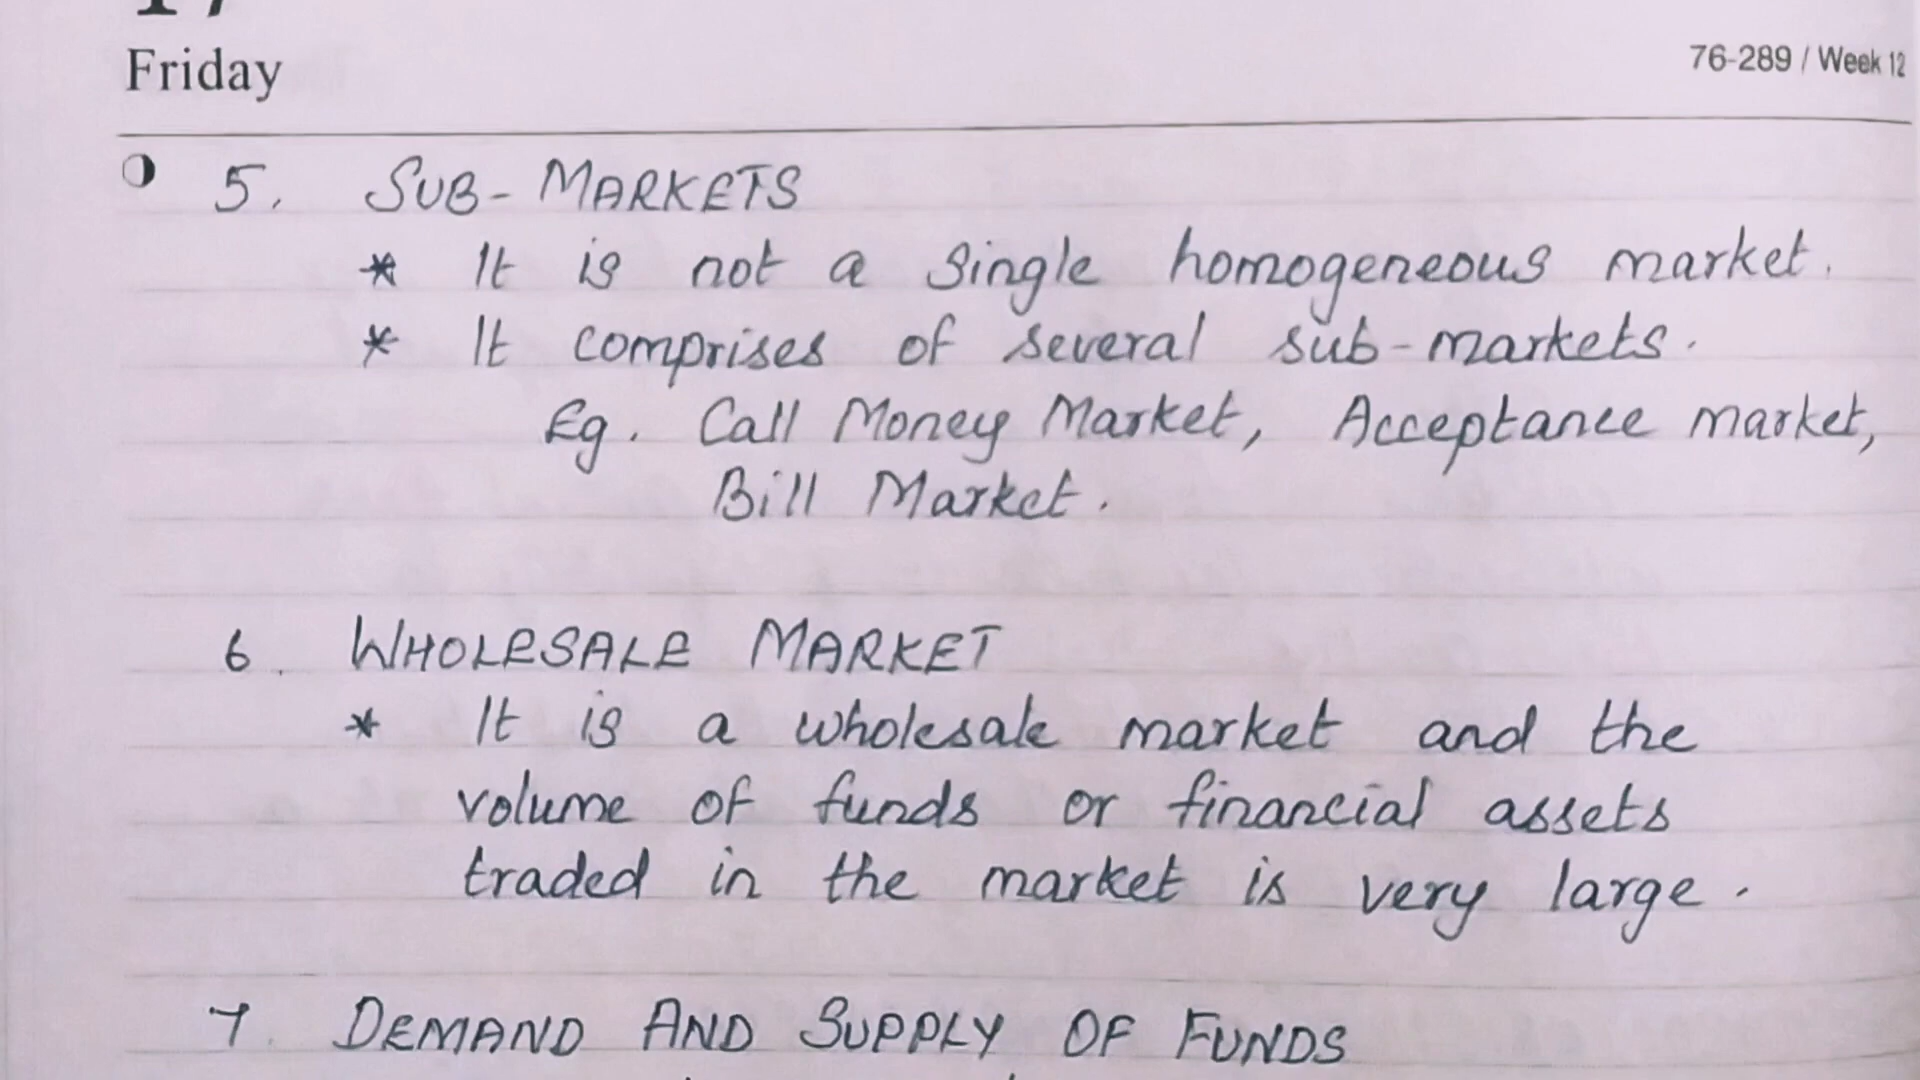 17
Friday
76-289 / Week 12
5. SUB-MARKETS
* It is not a single homogeneous market.
* It comprises of several sub-markets.
Eg. Call Money Market, Acceptance market,
Bill Market.
6. WHOLESALE MARKET
* It is a wholesale market and the
volume of funds or financial assets
traded in the market is very large.
7. DEMAND AND SUPPLY OF FUNDS